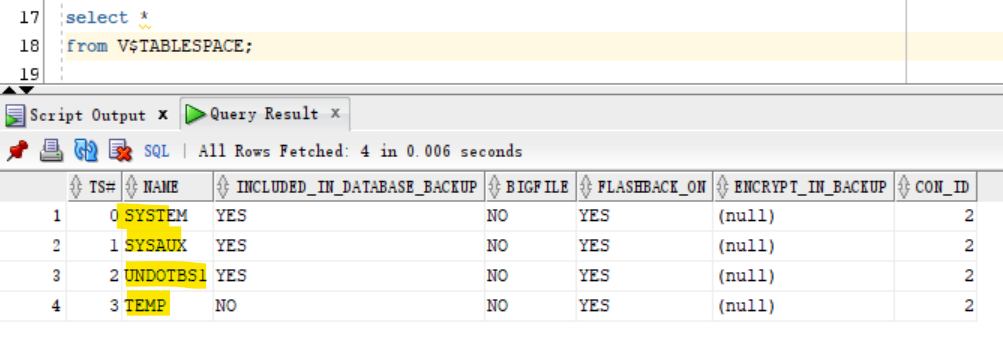 17 select *
18 from V$TABLESPACE;
19
Script Output x Query Result x
SQL | All Rows Fetched: 4 in 0.006 seconds
TS# NAME INCLUDED_IN_DATABASE_BACKUP BIGFILE FLASHBACK_ON ENCRYPT_IN_BACKUP CON_ID
1 0 SYSTEM YES NO YES (null) 2
2 1 SYSAUX YES NO YES (null) 2
3 2 UNDOTBS1 YES NO YES (null) 2
4 3 TEMP NO NO YES (null) 2